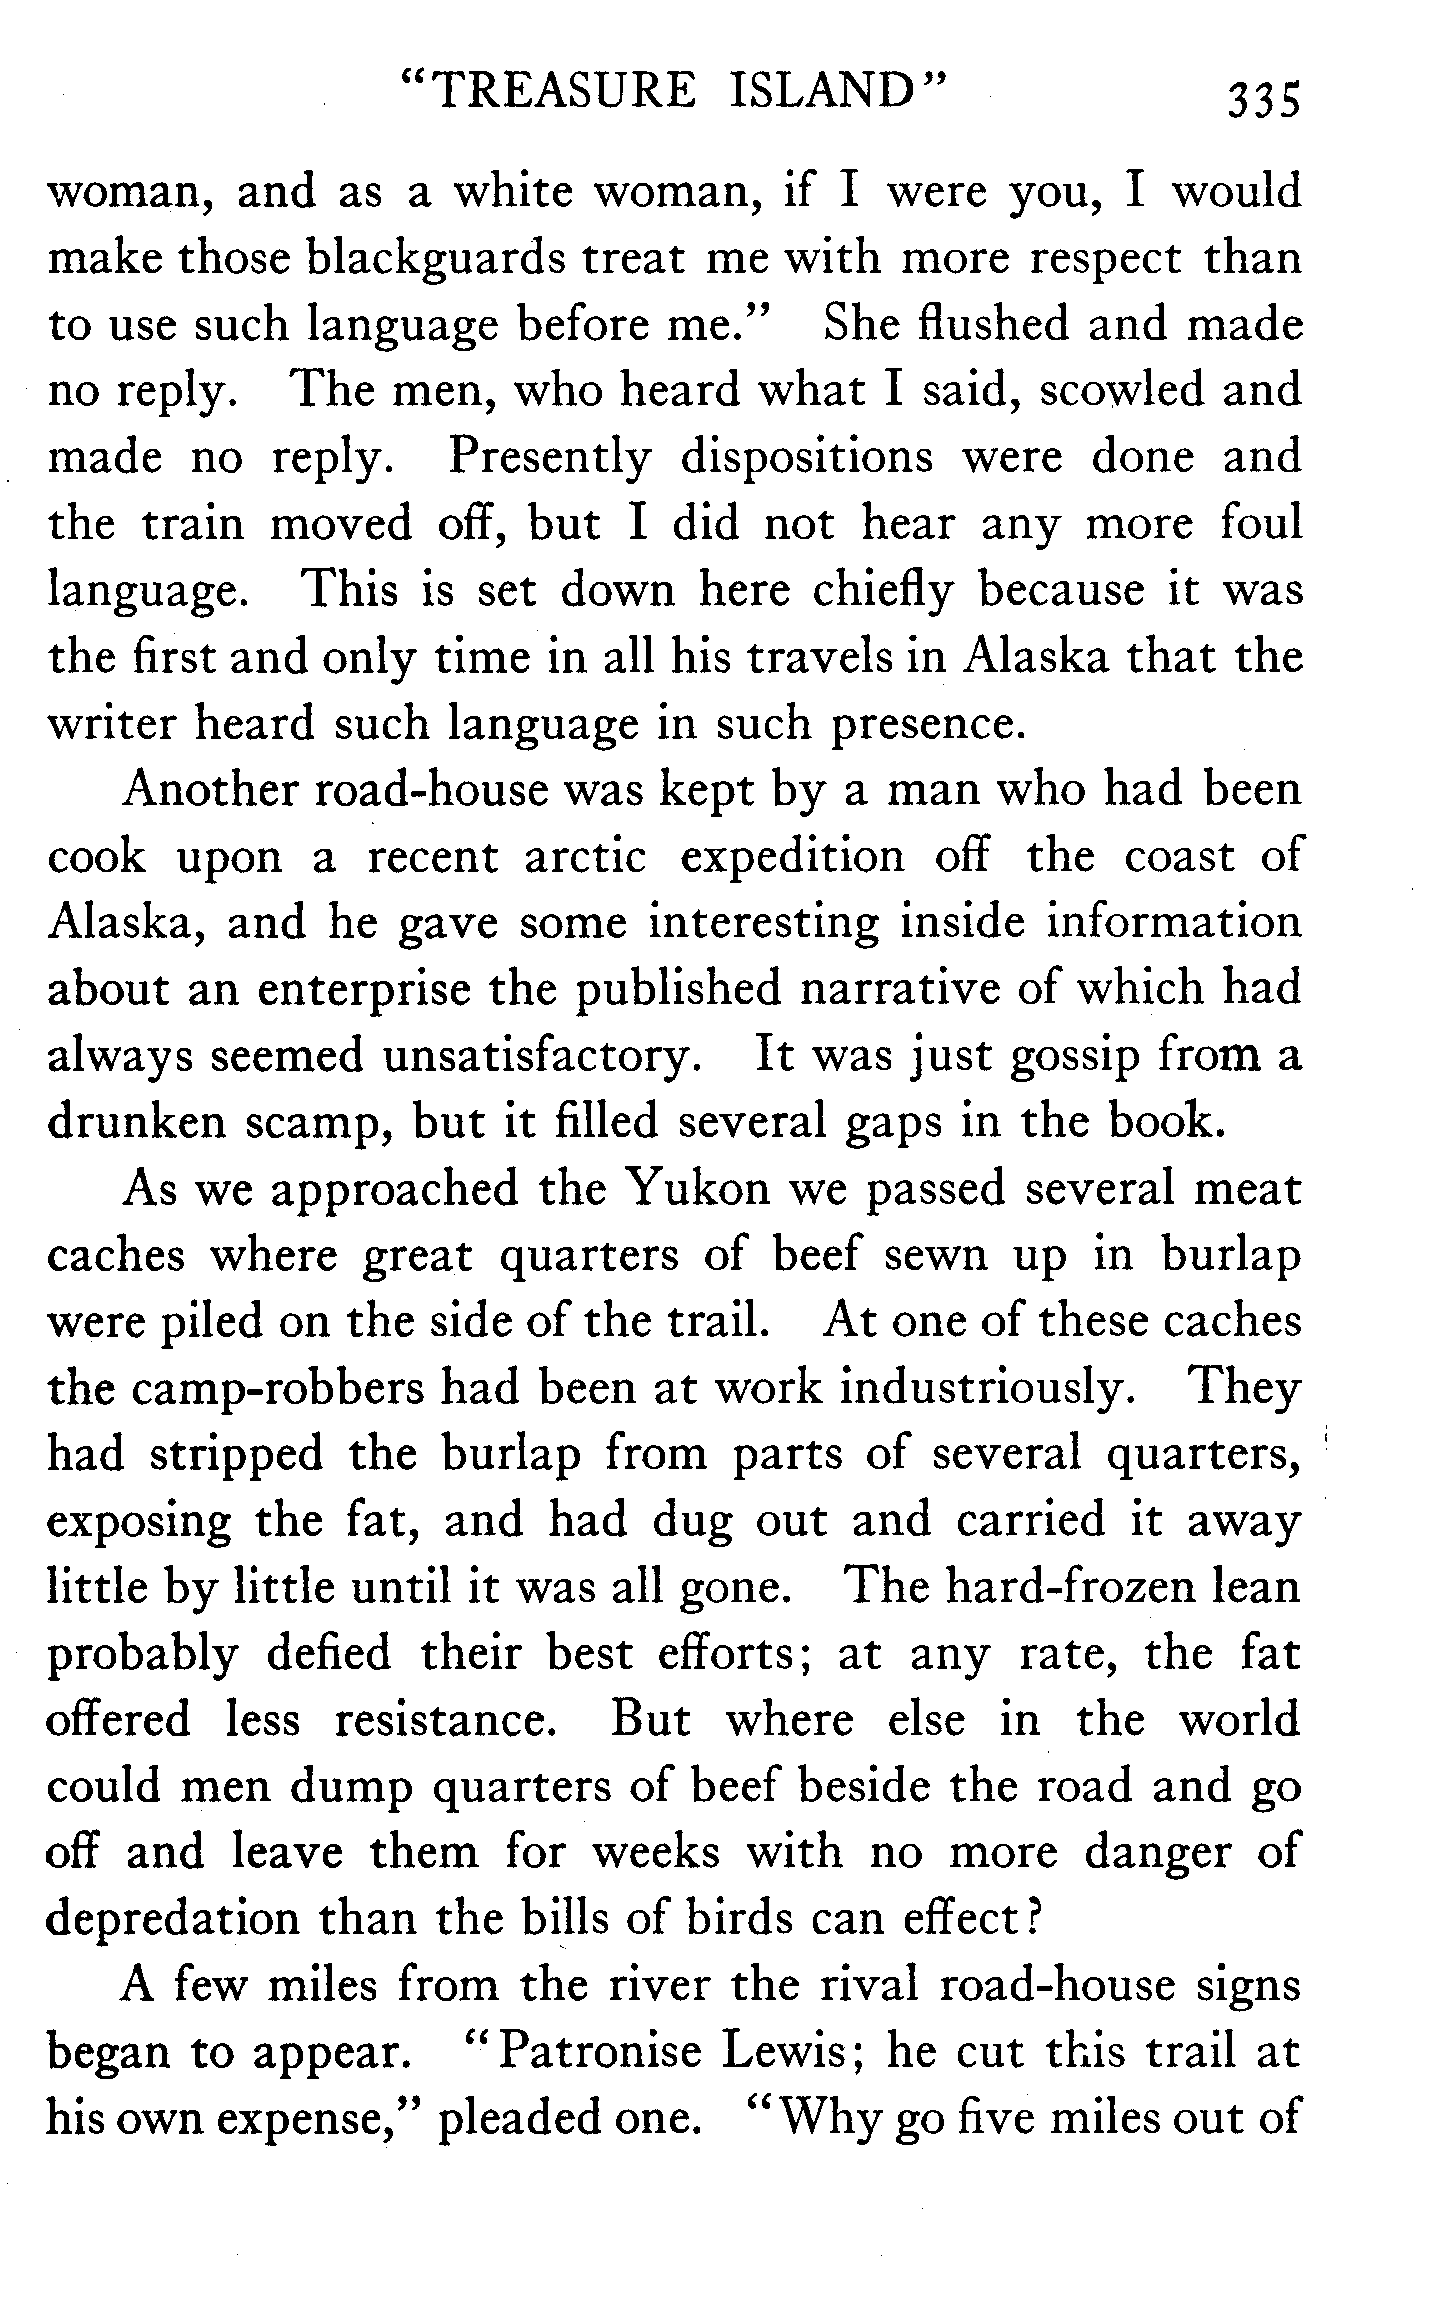 "TREASURE ISLAND" 335
woman, and as a white woman, if I were you, I would
make those blackguards treat me with more respect than
to use such language before me." She flushed and made
no reply. The men, who heard what I said, scowled and
made no reply. Presently dispositions were done and
the train moved off, but I did not hear any more foul
language. This is set down here chiefly because it was
the first and only time in all his travels in Alaska that the
writer heard such language in such presence.
Another road-house was kept by a man who had been
cook upon a recent arctic expedition off the coast of
Alaska, and he gave some interesting inside information
about an enterprise the published narrative of which had
always seemed unsatisfactory. It was just gossip from a
drunken scamp, but it filled several gaps in the book.
As we approached the Yukon we passed several meat
caches where great quarters of beef sewn up in burlap
were piled on the side of the trail. At one of these caches
the camp-robbers had been at work industriously. They
had stripped the burlap from parts of several quarters,
exposing the fat, and had dug out and carried it away
little by little until it was all gone. The hard-frozen lean
probably defied their best efforts; at any rate, the fat
offered less resistance. But where else in the world
could men dump quarters of beef beside the road and go
off and leave them for weeks with no more danger of
depredation than the bills of birds can effect?
A few miles from the river the rival road-house signs
began to appear. "Patronise Lewis; he cut this trail at
his own expense," pleaded one. "Why go five miles out of